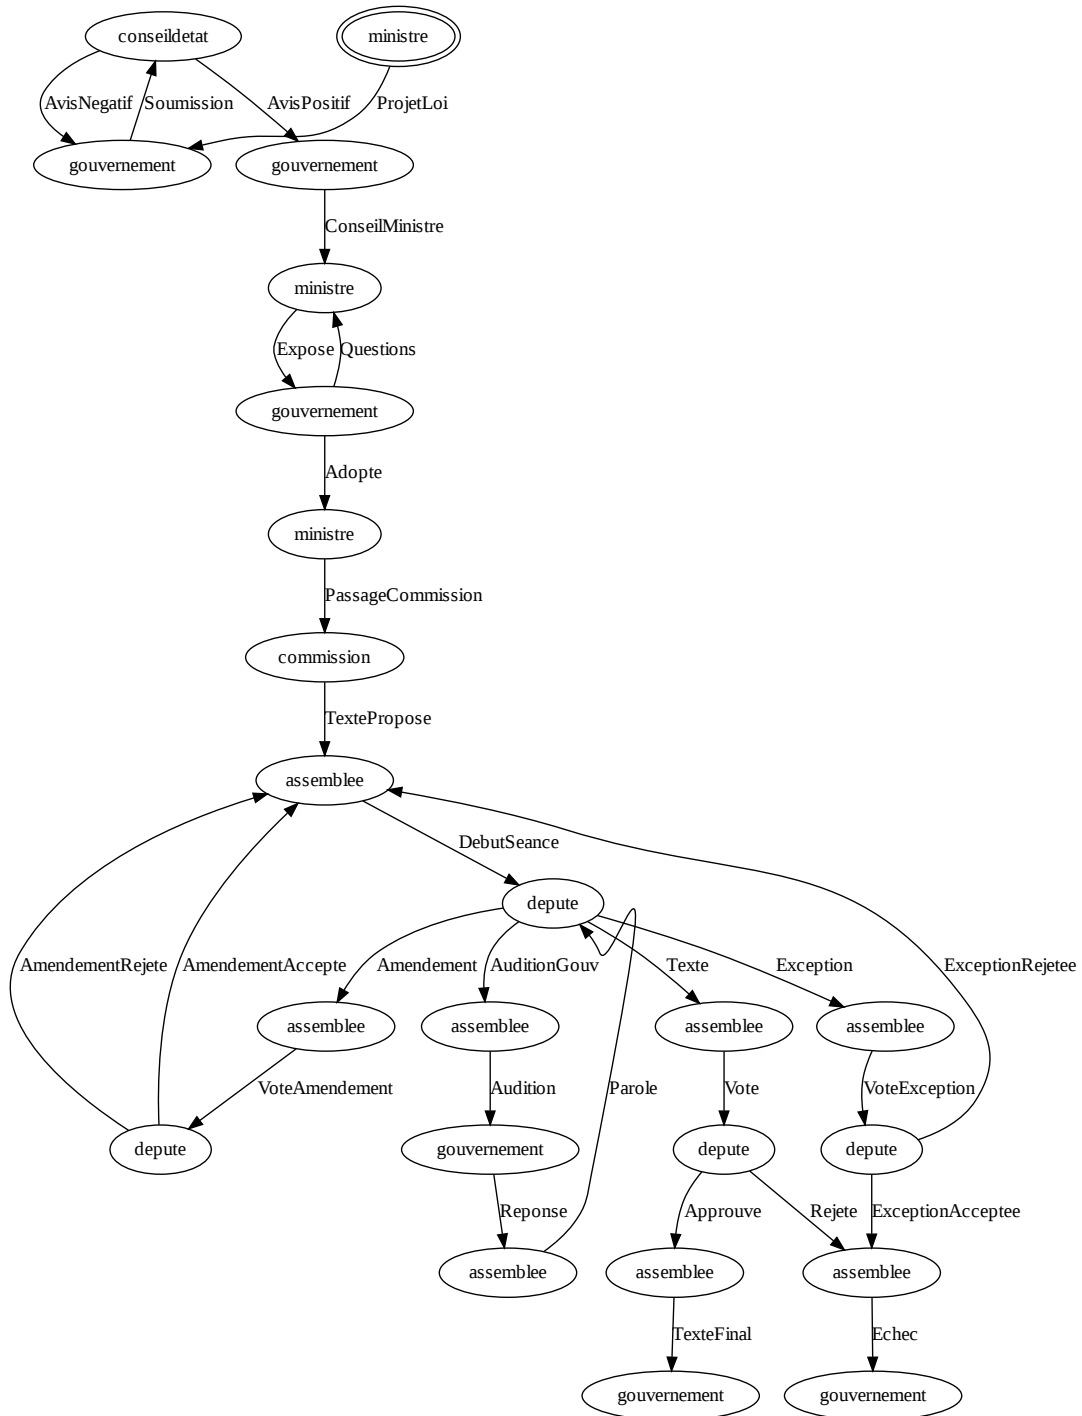 conseildetat
ministre
AvisNegatif
Soumission
AvisPositif
ProjetLoi
gouvernement
gouvernement
ConseilMinistre
ministre
Expose
Questions
gouvernement
Adopte
ministre
PassageCommission
commission
TextePropose
assemblee
DebutSeance
depute
AmendementRejete
AmendementAccepte
Amendement
AuditionGouv
Texte
Exception
ExceptionRejetee
assemblee
assemblee
assemblee
assemblee
VoteAmendement
Audition
Parole
Vote
VoteException
depute
gouvernement
depute
depute
Reponse
Approuve
Rejete
ExceptionAcceptee
assemblee
assemblee
assemblee
TexteFinal
Echec
gouvernement
gouvernement